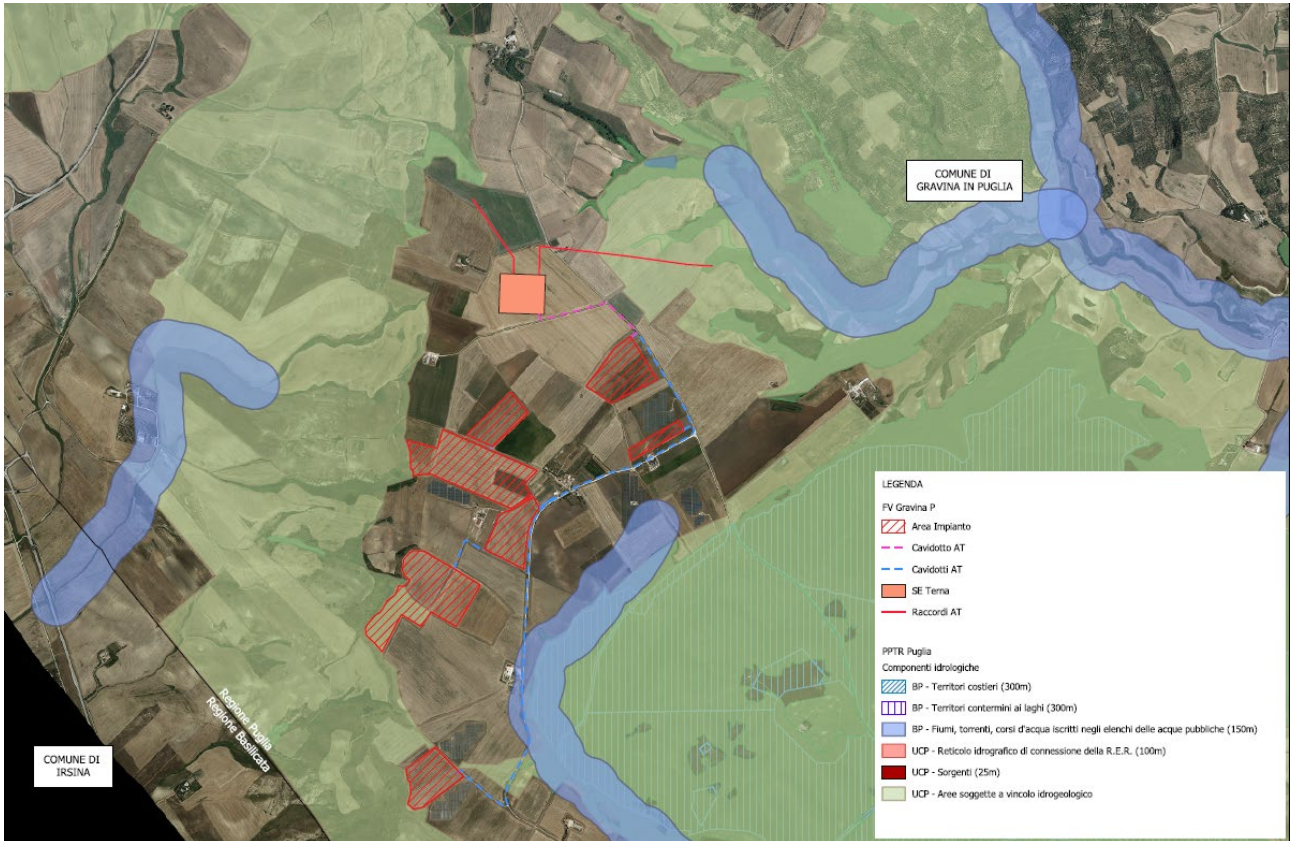 COMUNE DI
GRAVINA IN PUGLIA
LEGENDA
FV Gravina P
Area Impianto
Cavidotto AT
Cavidotti AT
SE Terna
Raccordi AT
PPTR Puglia
Componenti idrologiche
BP - Territori costieri (300m)
BP - Territori contermini ai laghi (300m)
BP - Fiumi, torrenti, corsi d'acqua iscritti negli elenchi delle acque pubbliche (150m)
UCP - Reticolo idrografico di connessione della R.E.R. (100m)
UCP - Sorgenti (25m)
UCP - Aree soggette a vincolo idrogeologico
Regione Puglia
Regione Basilicata
COMUNE DI
IRSINA